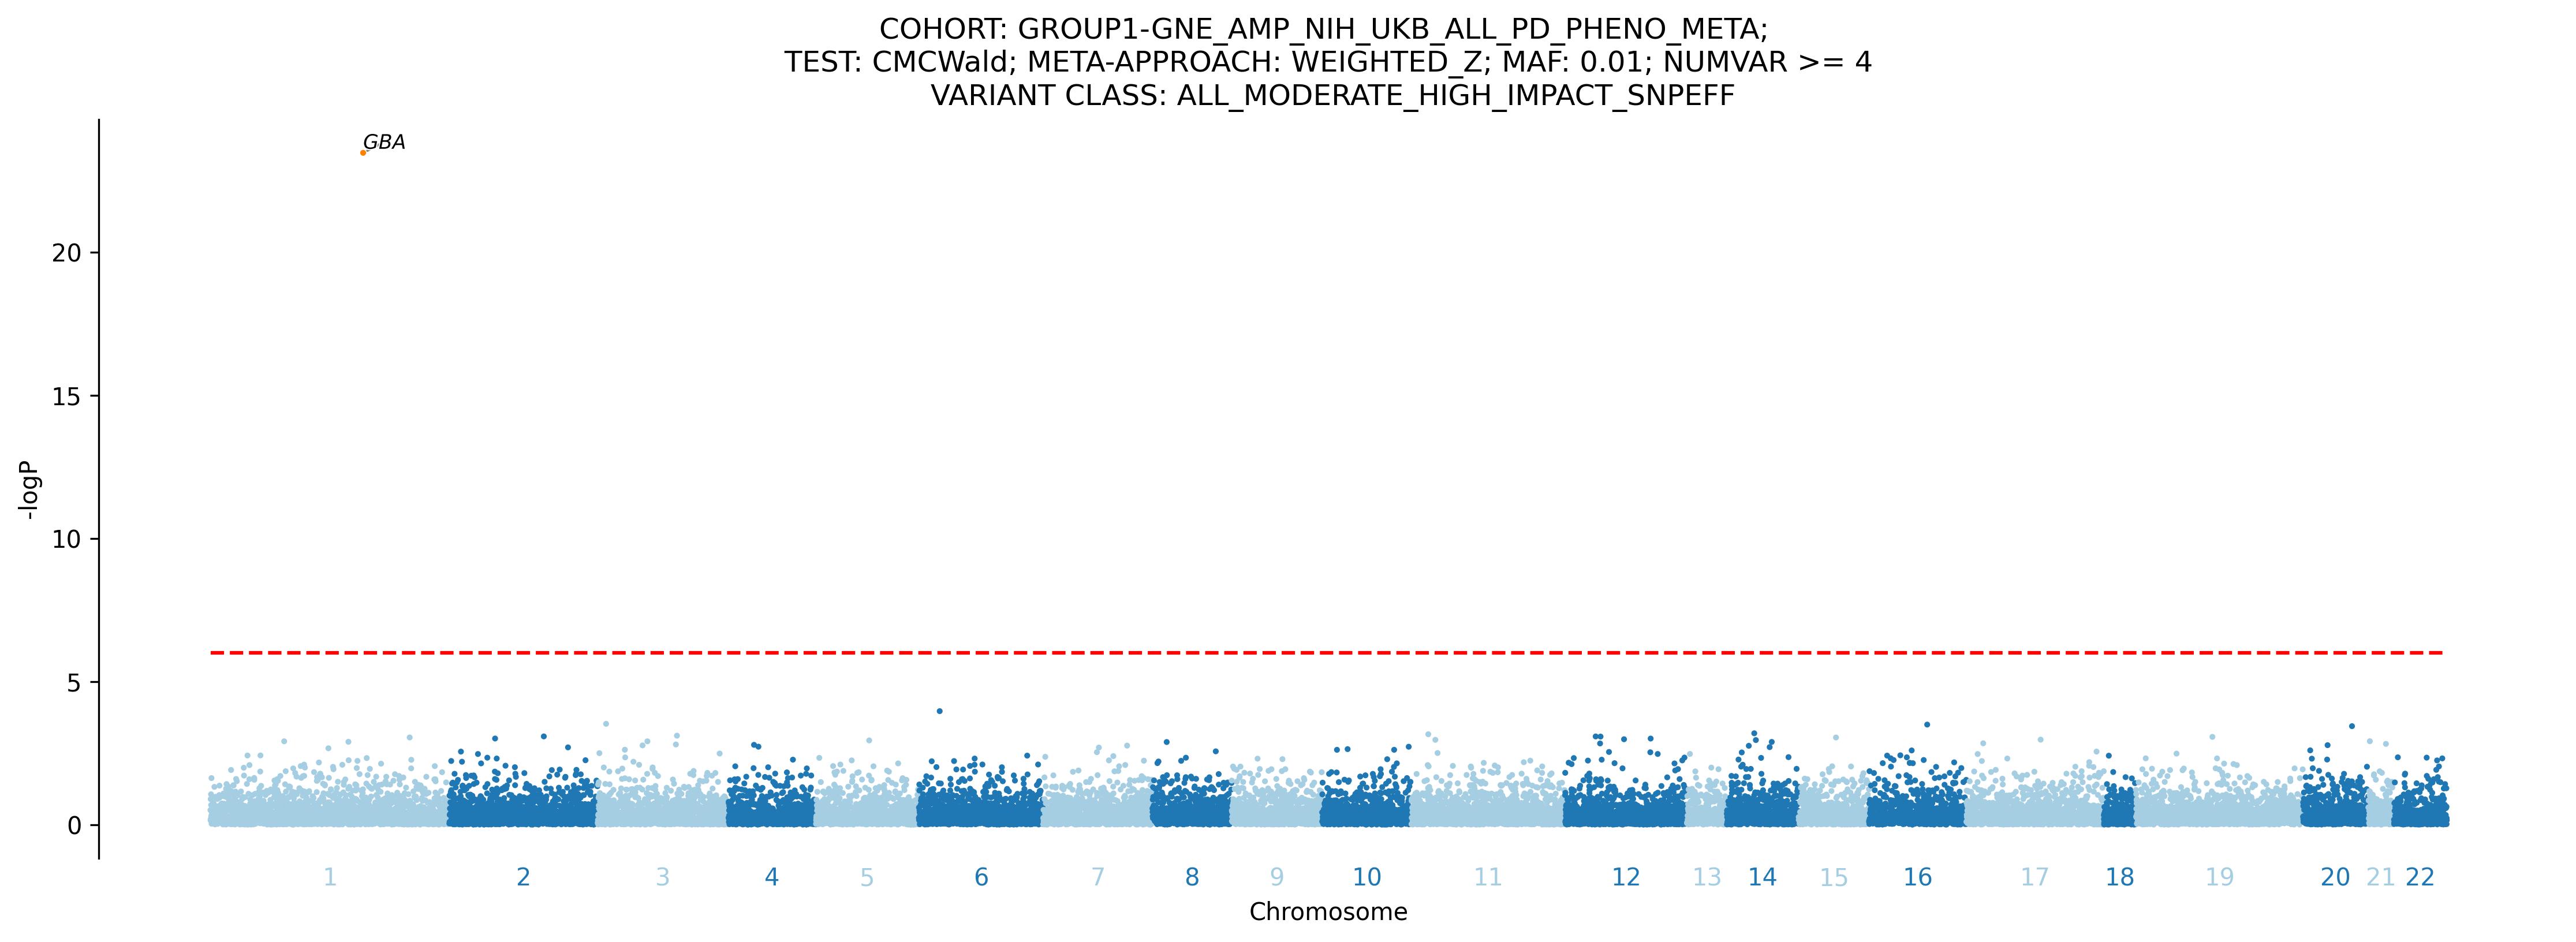 COHORT: GROUP1-GNE_AMP_NIH_UKB_ALL_PD_PHENO_META;
TEST: CMCWald; META-APPROACH: WEIGHTED_Z; MAF: 0.01; NUMVAR >= 4
VARIANT CLASS: ALL_MODERATE_HIGH_IMPACT_SNPEFF
GBA
20
15
10
5
0
-logP
1 2 3 4 5 6 7 8 9 10 11 12 13 14 15 16 17 18 19 20 21 22
Chromosome